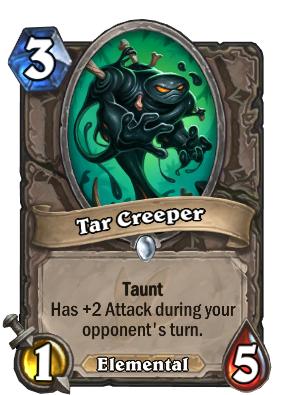 3
Tar Creeper
Taunt
Has +2 Attack during your
opponent's turn.
1
Elemental
5